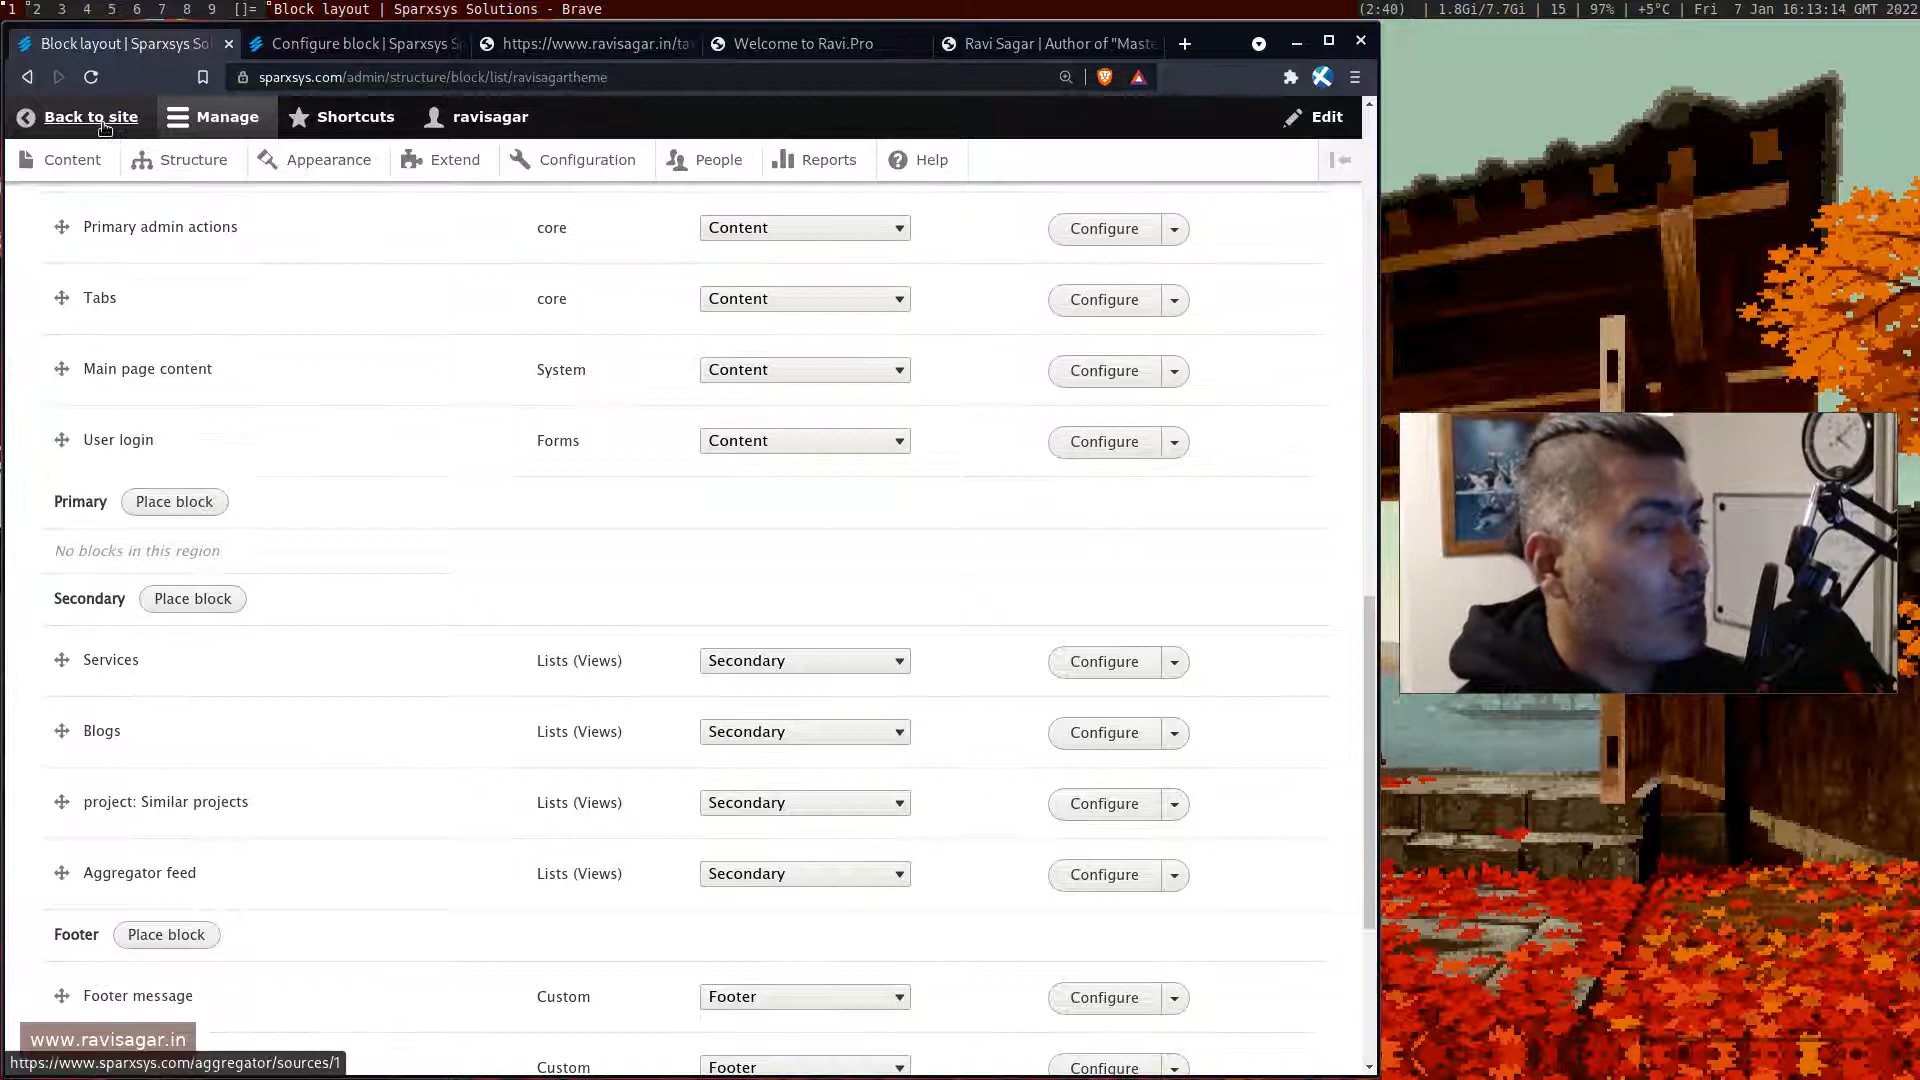 1 2 3 4 5 6 7 8 9 []= Block layout | Sparxsys Solutions - Brave (2:40) | 1.8Gi/7.7Gi | 15 | 97% | +5°C | Fri 7 Jan 16:13:14 GMT 2022
Block layout | Sparxsys Sol Configure block | Sparxsys S https://www.ravisagar.in/ta Welcome to Ravi.Pro Ravi Sagar | Author of "Maste
sparxsys.com/admin/structure/block/list/ravisagartheme
Back to site Manage Shortcuts ravisagar Edit
Content Structure Appearance Extend Configuration People Reports Help
Primary admin actions core Content Configure
Tabs core Content Configure
Main page content System Content Configure
User login Forms Content Configure
Primary Place block
No blocks in this region
Secondary Place block
Services Lists (Views) Secondary Configure
Blogs Lists (Views) Secondary Configure
project: Similar projects Lists (Views) Secondary Configure
Aggregator feed Lists (Views) Secondary Configure
Footer Place block
Footer message Custom Footer Configure
www.ravisagar.in
https://www.sparxsys.com/aggregator/sources/1
Custom Footer Configure